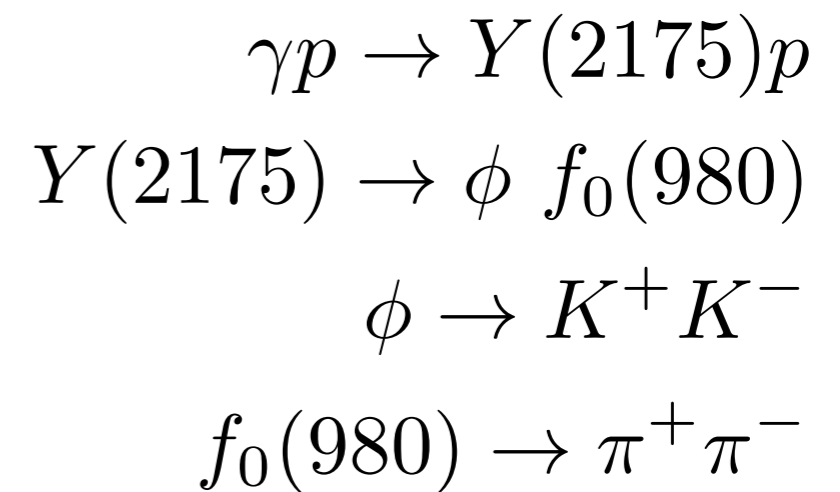 γp → Y(2175)p
Y(2175) → ϕ f₀(980)
ϕ → K⁺K⁻
f₀(980) → π⁺π⁻